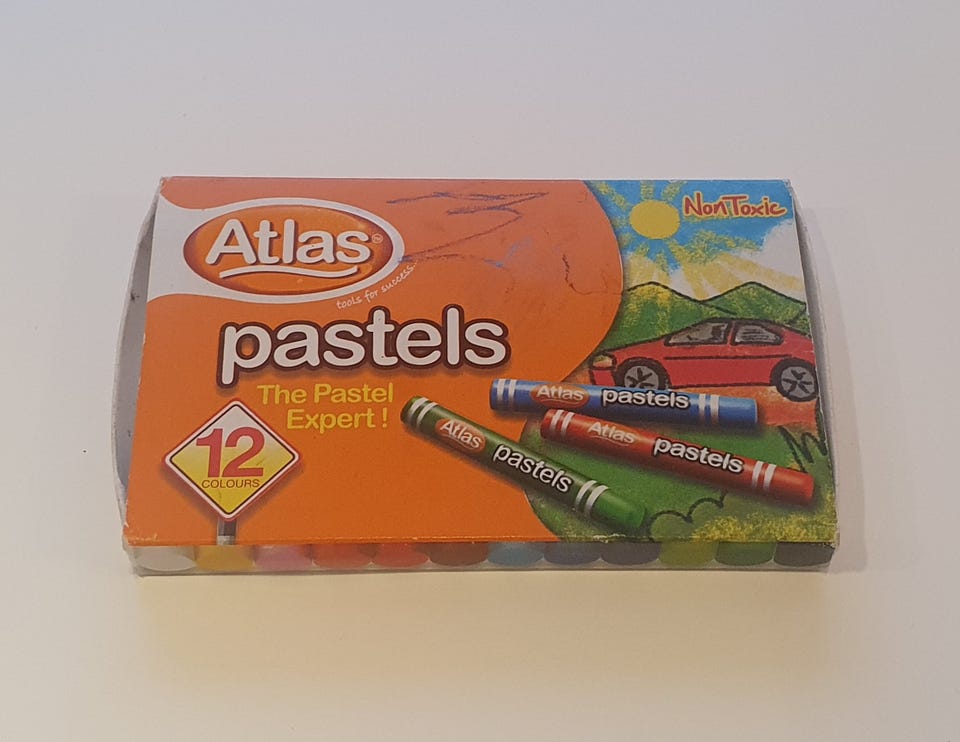 Atlas
tools for success...
NonToxic
pastels
The Pastel
Expert !
12
COLOURS
Atlas pastels
Atlas pastels
Atlas pastels